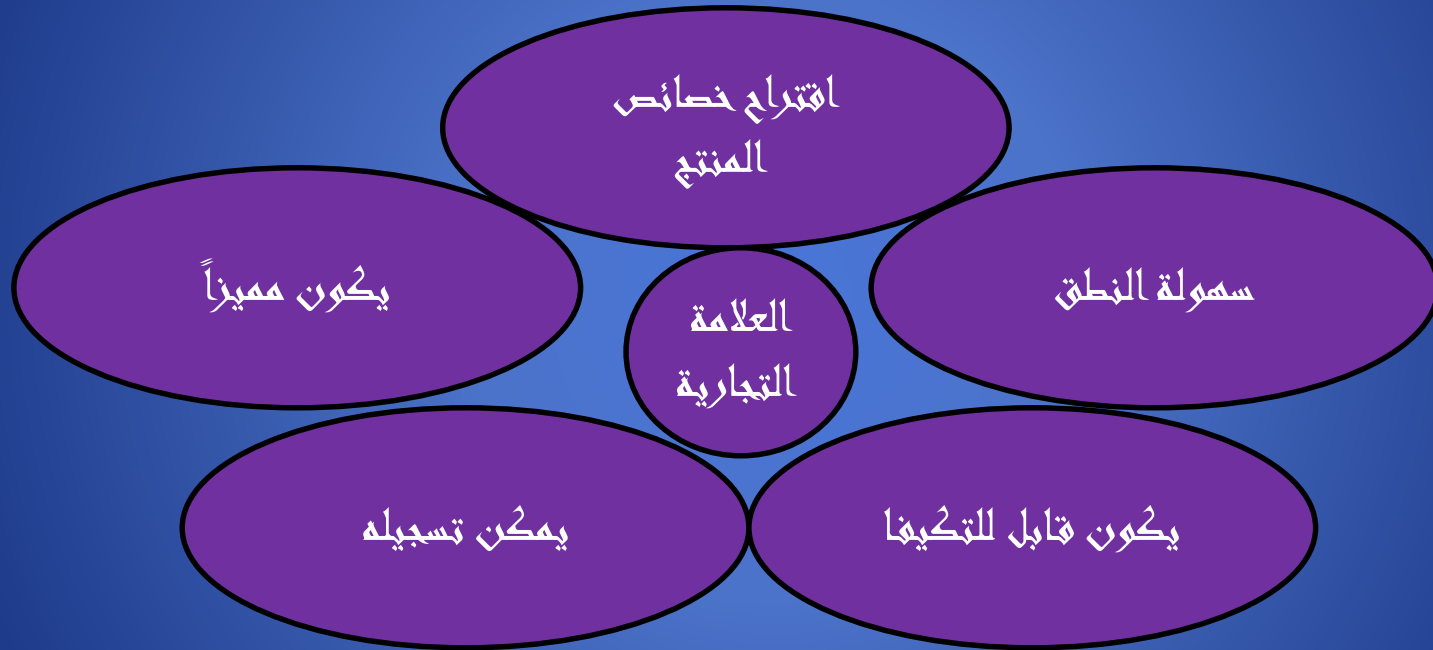 اقتراح خصائص
المنتج
سهولة النطق
يكون مميزاً
العلامة
التجارية
يكون قابل للتكيفا
يمكن تسجيله